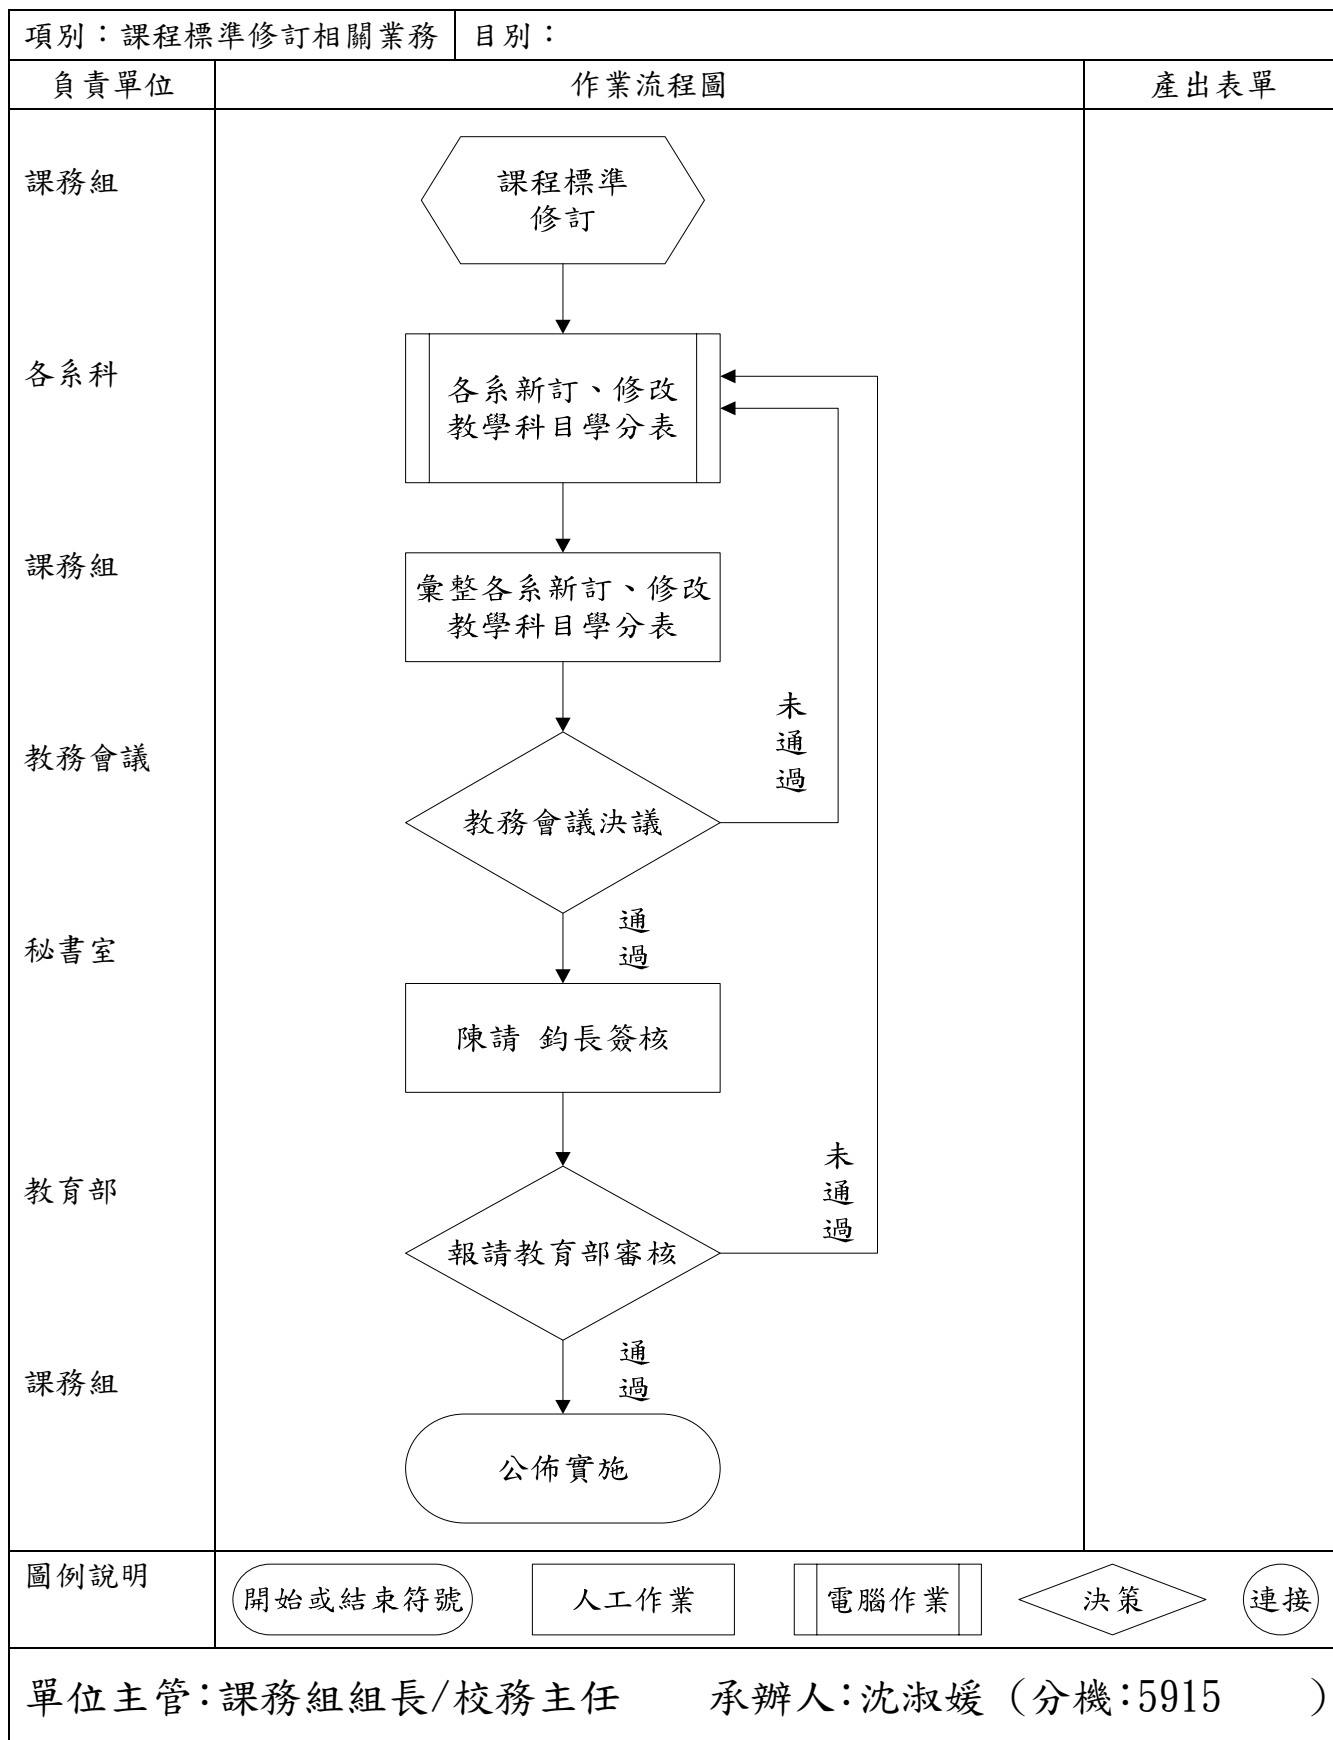 項別：課程標準修訂相關業務 目別：
負責單位 作業流程圖 產出表單
課務組
課程標準
修訂
各系科
各系新訂、修改
教學科目學分表
課務組
彙整各系新訂、修改
教學科目學分表
未
通
過
教務會議
教務會議決議
通
過
秘書室
陳請 鈞長簽核
未
通
過
教育部
報請教育部審核
通
過
課務組
公佈實施
圖例說明
開始或結束符號 人工作業 電腦作業 決策 連接
單位主管:課務組組長/校務主任 承辦人:沈淑媛（分機:5915 ）